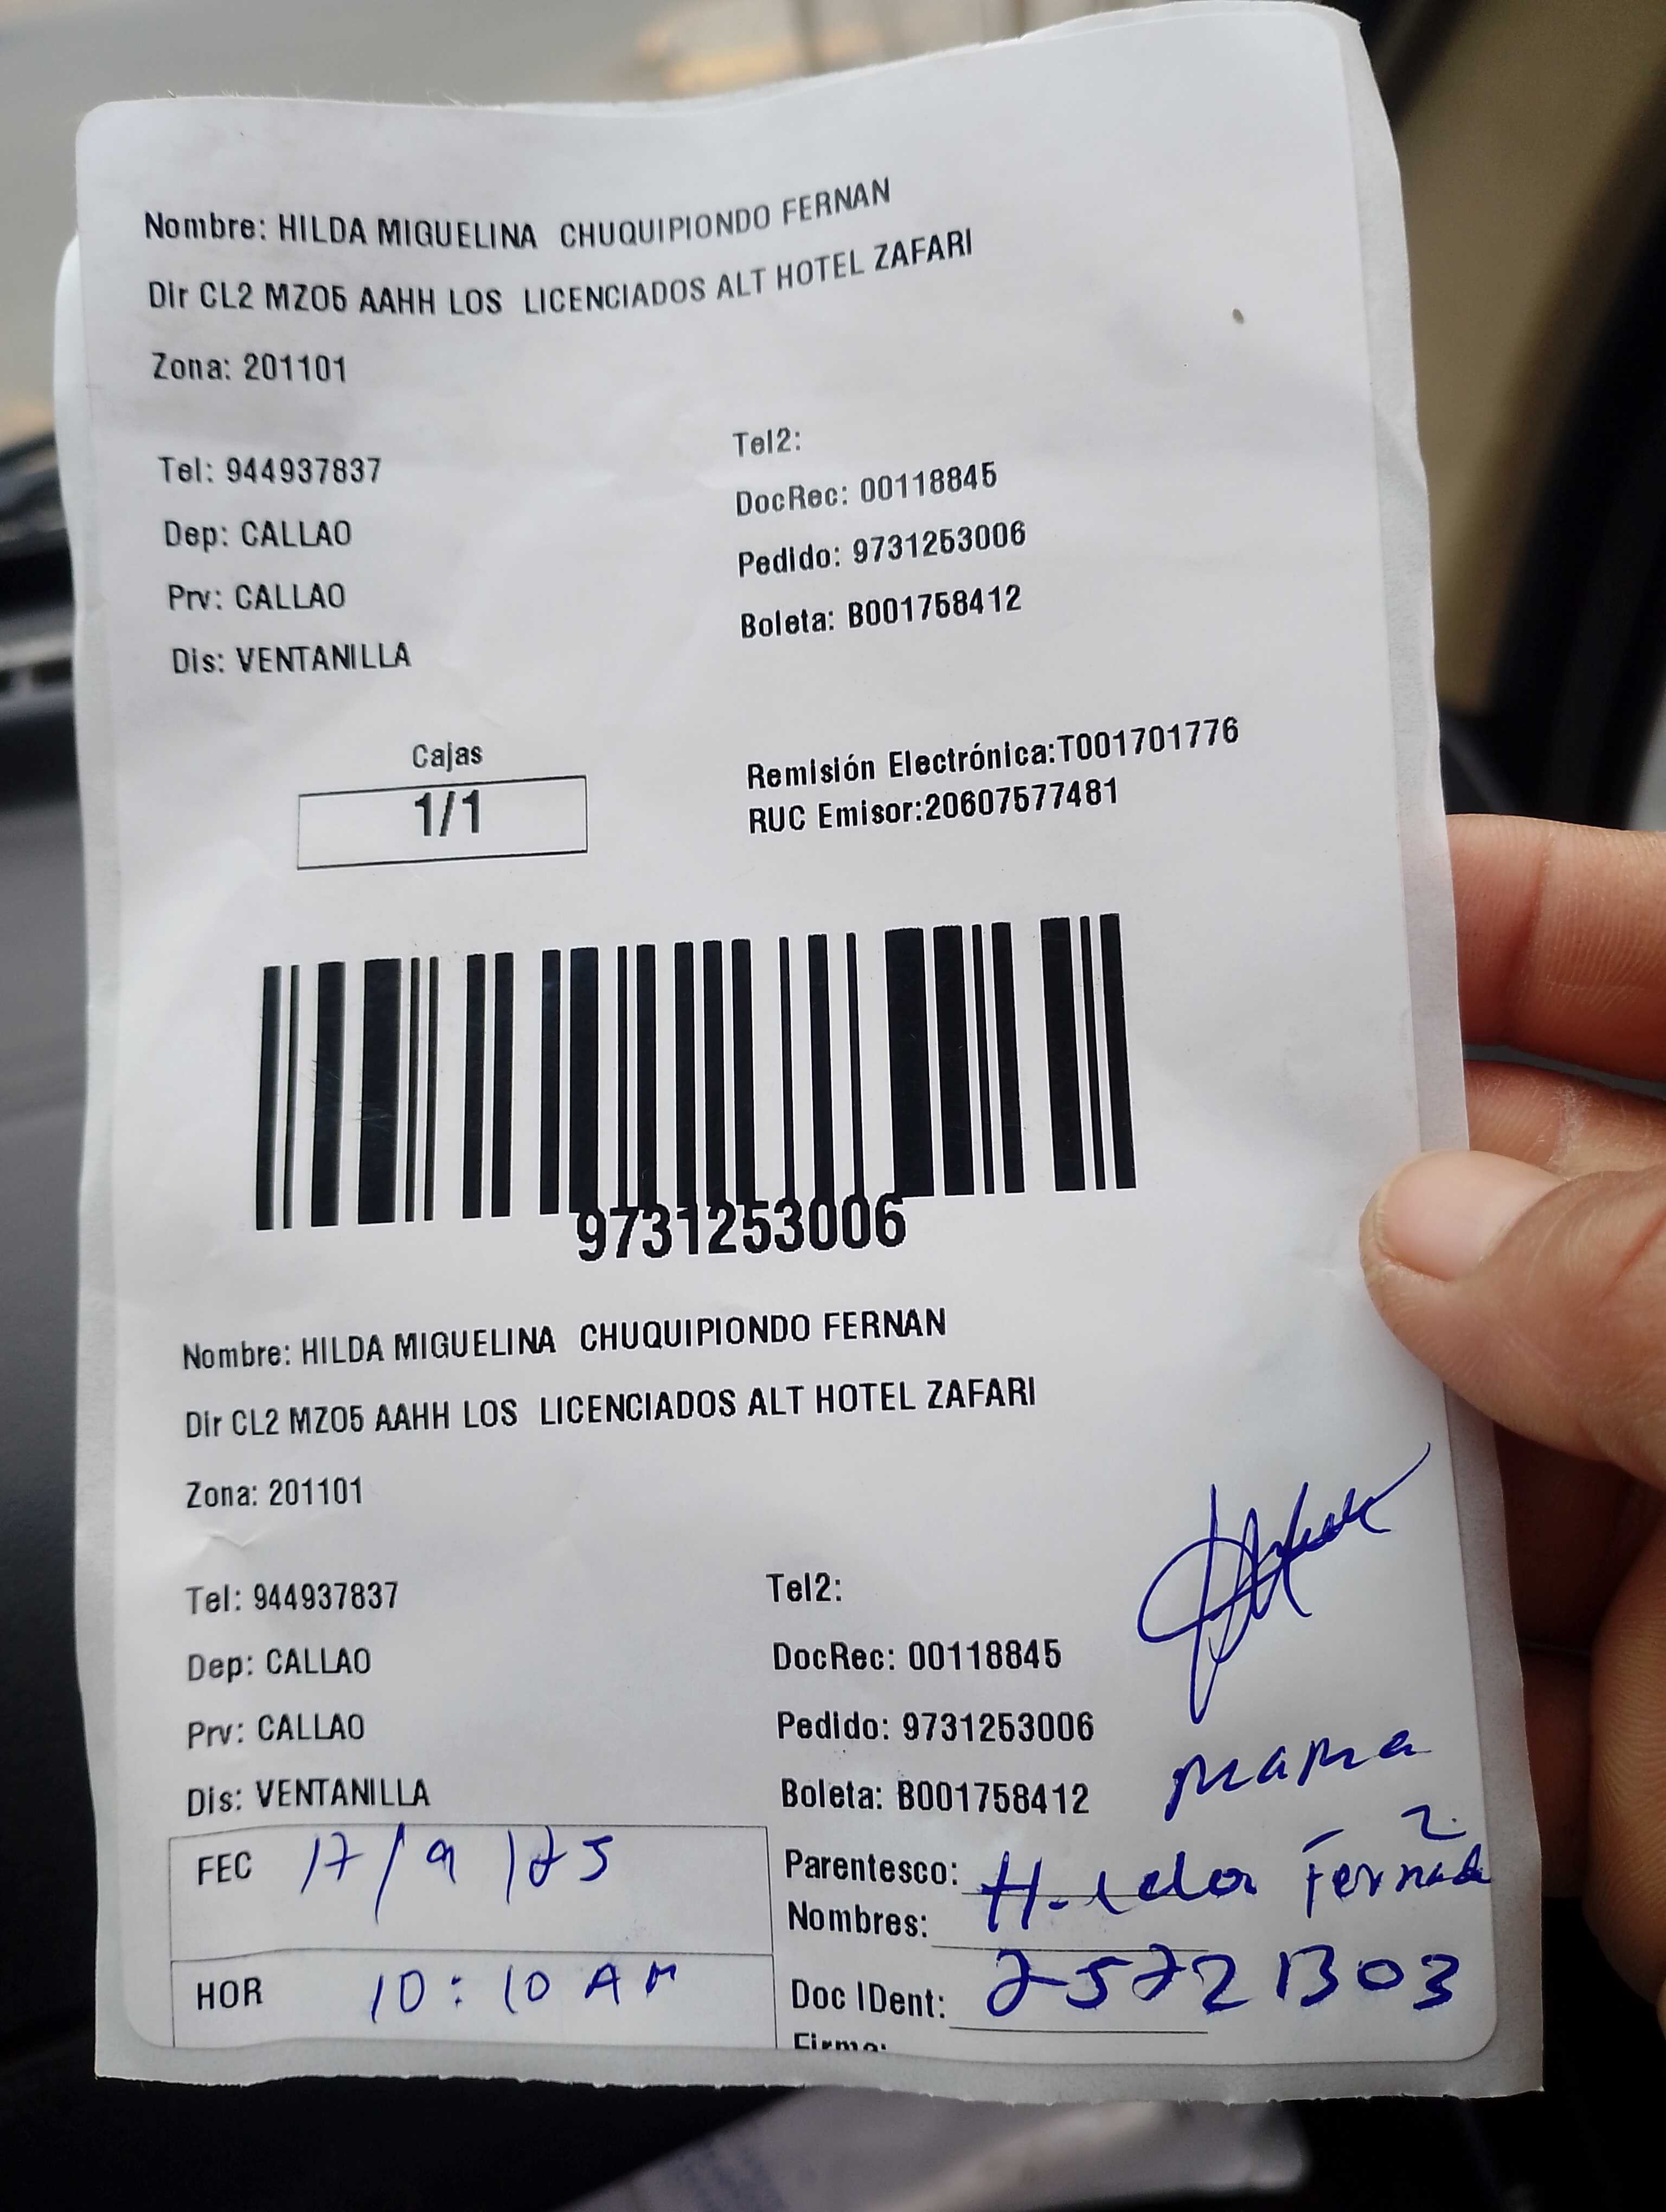 Nombre: HILDA MIGUELINA CHUQUIPIONDO FERNAN
Dir CL2 MZO5 AAHH LOS LICENCIADOS ALT HOTEL ZAFARI
Zona: 201101
Tel: 944937837
Tel2:
Dep: CALLAO
DocRec: 00118845
Prv: CALLAO
Pedido: 9731253006
Dis: VENTANILLA
Boleta: B001758412
Cajas
1/1
Remisión Electrónica:T001701776
RUC Emisor:20607577481
9731253006
Nombre: HILDA MIGUELINA CHUQUIPIONDO FERNAN
Dir CL2 MZO5 AAHH LOS LICENCIADOS ALT HOTEL ZAFARI
Zona: 201101
Tel: 944937837
Tel2:
Dep: CALLAO
DocRec: 00118845
Prv: CALLAO
Pedido: 9731253006
Dis: VENTANILLA
Boleta: B001758412
mama
FEC 17/9/25
Parentesco: Hilda
Nombres:
HOR 10:10 AM
Doc IDent:
Firma: